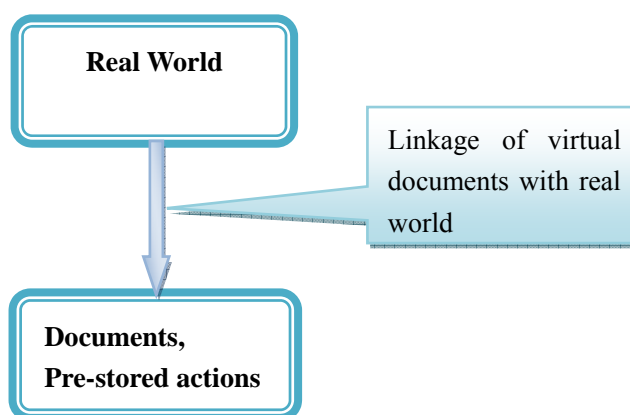 Real World
Linkage of virtual
documents with real
world
Documents,
Pre-stored actions